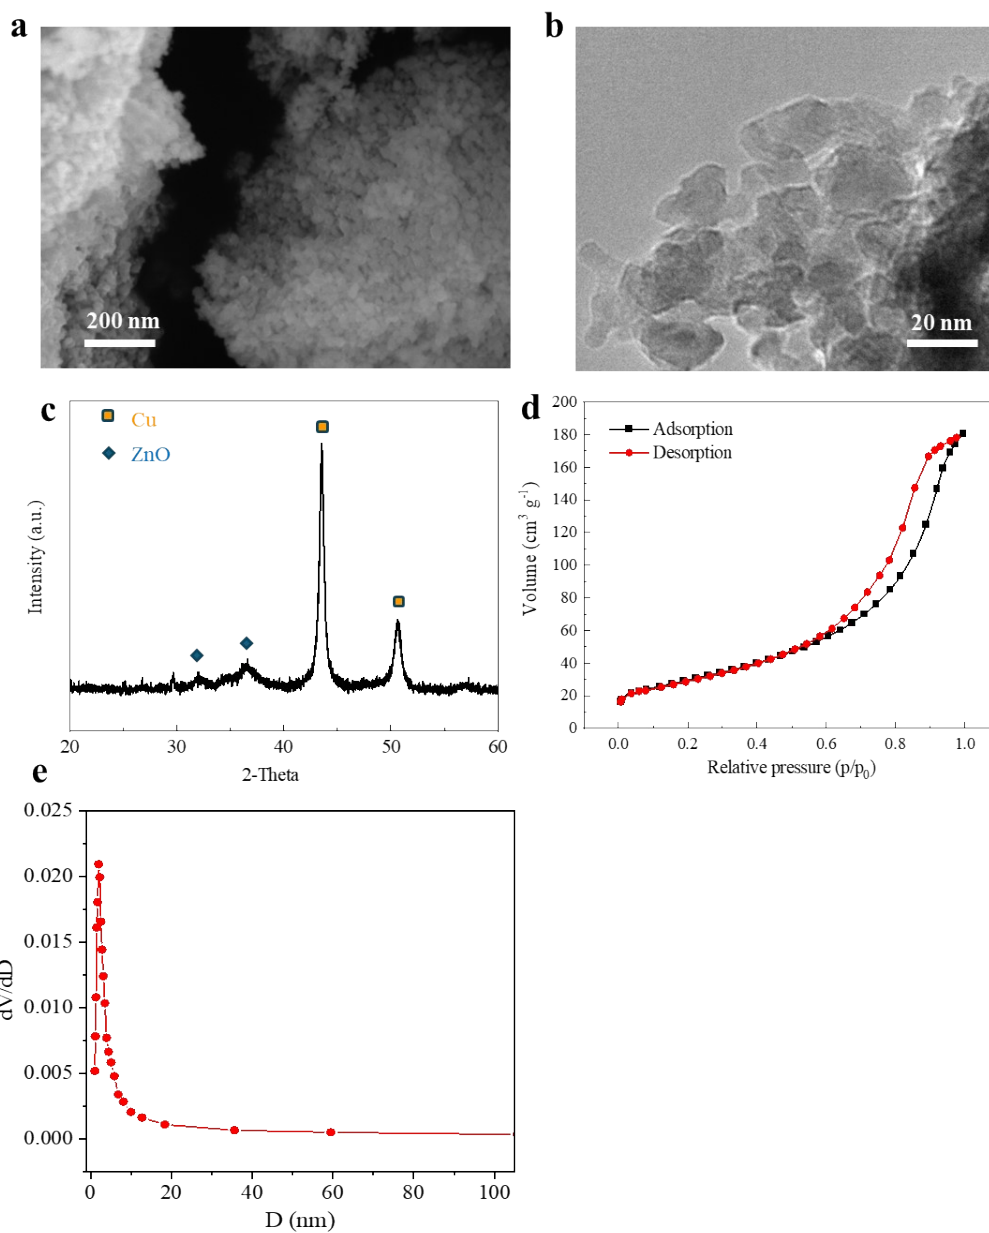 a
200 nm
b
20 nm
c
Cu
ZnO
Intensity (a.u.)
20 30 40 50 60
2-Theta
d
Adsorption
Desorption
Volume (cm³ g⁻¹)
200
180
160
140
120
100
80
60
40
20
0
0.0 0.2 0.4 0.6 0.8 1.0
Relative pressure (p/p₀)
e
dV/dD
0.025
0.020
0.015
0.010
0.005
0.000
0 20 40 60 80 100
D (nm)